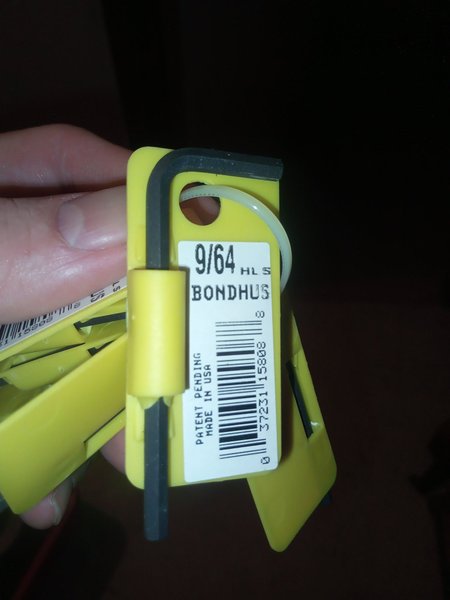 9/64 HL S
BONDHUS
PATENT PENDING
MADE IN USA
0 37231 15808 8